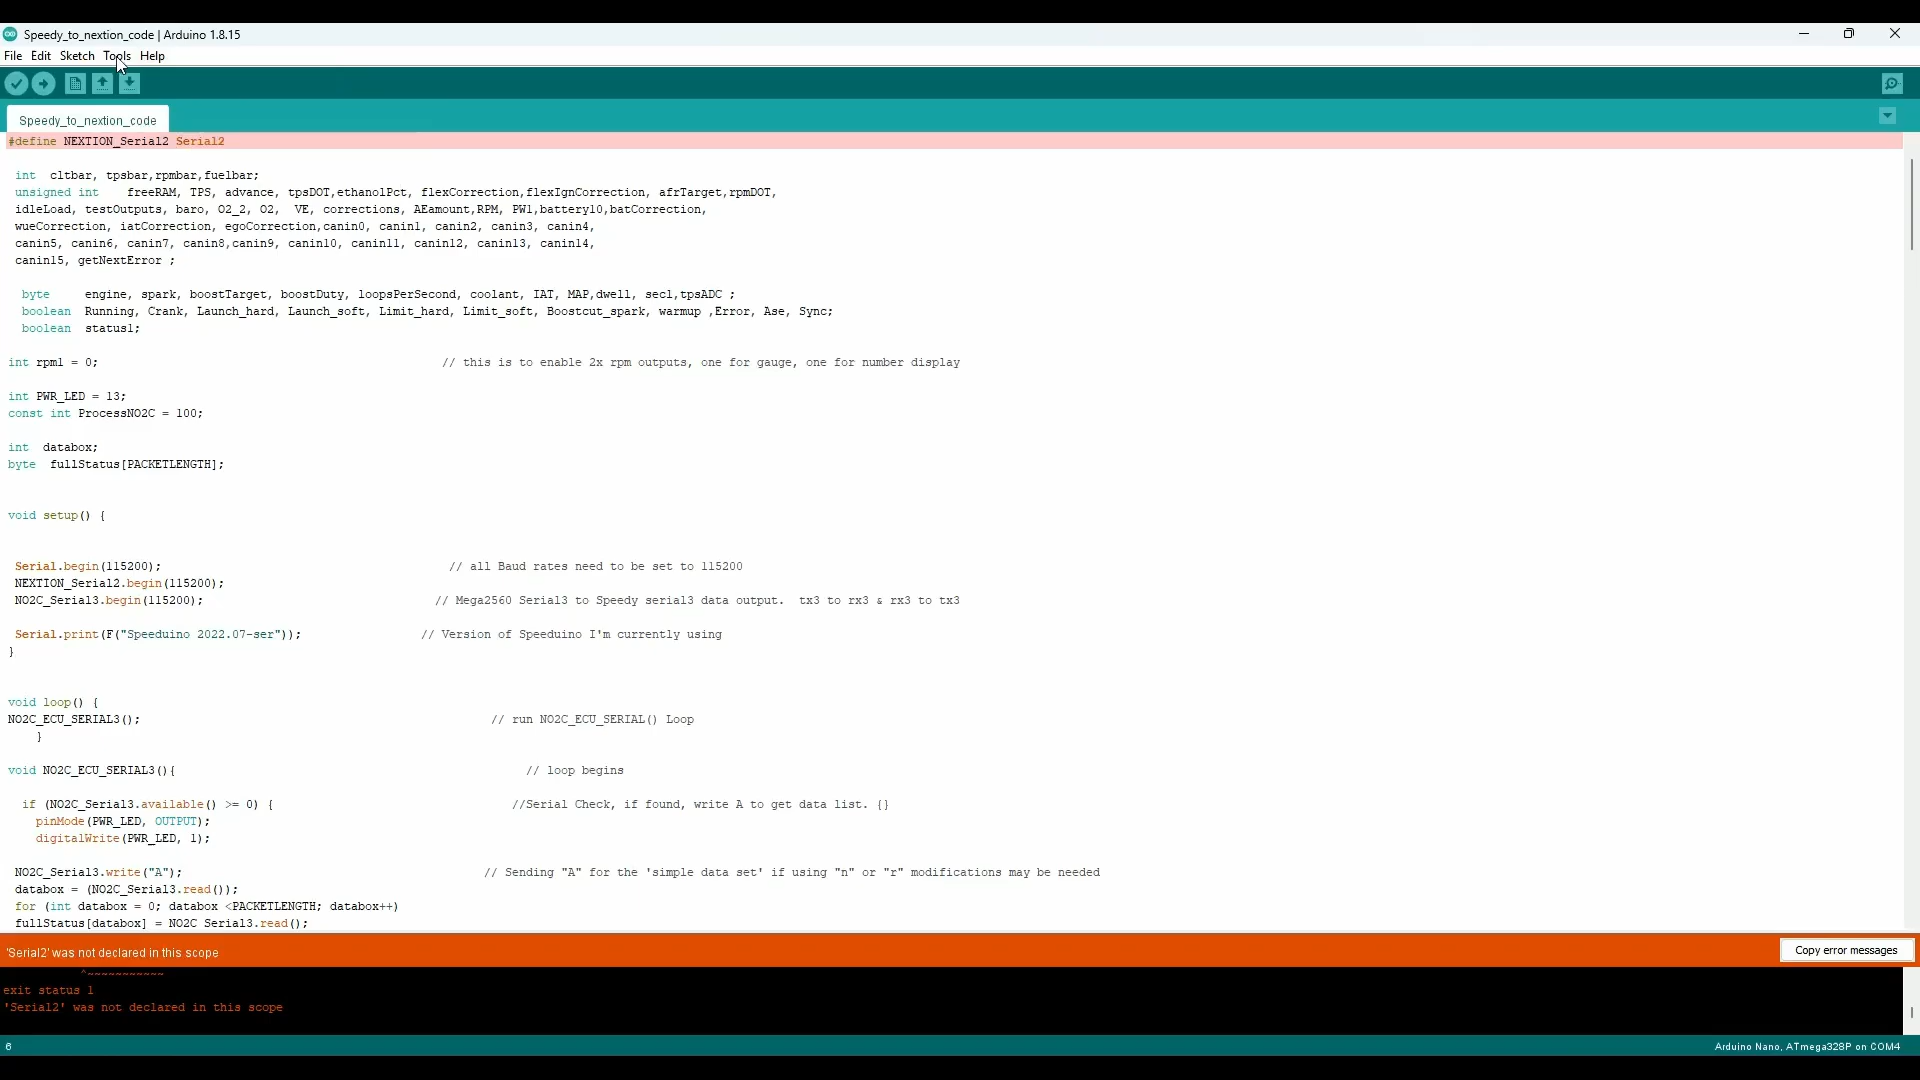 Speedy_to_nextion_code | Arduino 1.8.15
File Edit Sketch Tools Help
Speedy_to_nextion_code
#define NEXTION_Serial2 Serial2
int cltbar, tpsbar,rpmbar,fuelbar;
unsigned int freeRAM, TPS, advance, tpsDOT,ethanolPct, flexCorrection,flexIgnCorrection, afrTarget,rpmDOT,
idleLoad, testOutputs, baro, O2_2, O2, VE, corrections, AEamount,RPM, PW1,battery10,batCorrection,
wueCorrection, iatCorrection, egoCorrection,canin0, canin1, canin2, canin3, canin4,
canin5, canin6, canin7, canin8,canin9, canin10, canin11, canin12, canin13, canin14,
canin15, getNextError ;
byte engine, spark, boostTarget, boostDuty, loopsPerSecond, coolant, IAT, MAP,dwell, secl,tpsADC ;
boolean Running, Crank, Launch_hard, Launch_soft, Limit_hard, Limit_soft, Boostcut_spark, warmup ,Error, Ase, Sync;
boolean status1;
int rpm1 = 0; // this is to enable 2x rpm outputs, one for gauge, one for number display
int PWR_LED = 13;
const int ProcessNO2C = 100;
int databox;
byte fullStatus[PACKETLENGTH];
void setup() {
Serial.begin(115200); // all Baud rates need to be set to 115200
NEXTION_Serial2.begin(115200);
NO2C_Serial3.begin(115200); // Mega2560 Serial3 to Speedy serial3 data output. tx3 to rx3 & rx3 to tx3
Serial.print(F("Speeduino 2022.07-ser")); // Version of Speeduino I'm currently using
}
void loop() {
NO2C_ECU_SERIAL3(); // run NO2C_ECU_SERIAL() Loop
}
void NO2C_ECU_SERIAL3(){ // loop begins
if (NO2C_Serial3.available() >= 0) { //Serial Check, if found, write A to get data list. {}
pinMode(PWR_LED, OUTPUT);
digitalWrite(PWR_LED, 1);
NO2C_Serial3.write("A"); // Sending "A" for the 'simple data set' if using "n" or "r" modifications may be needed
databox = (NO2C_Serial3.read());
for (int databox = 0; databox <PACKETLENGTH; databox++)
fullStatus[databox] = NO2C_Serial3.read();
'Serial2' was not declared in this scope
Copy error messages
^~~~~~~~~~~~
exit status 1
'Serial2' was not declared in this scope
6
Arduino Nano, ATmega328P on COM4